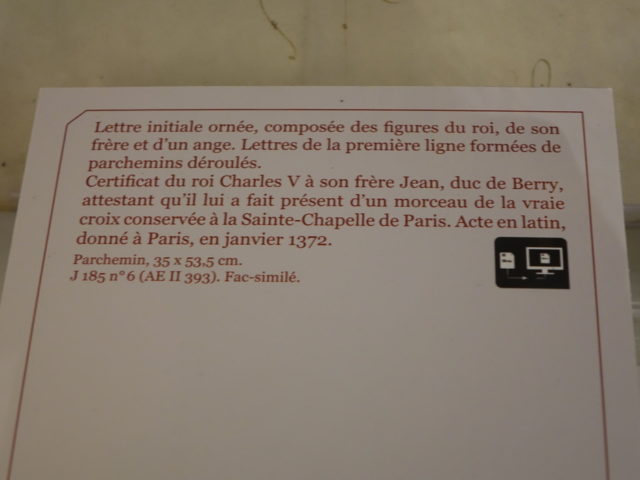 Lettre initiale ornée, composée des figures du roi, de son
frère et d'un ange. Lettres de la première ligne formées de
parchemins déroulés.
Certificat du roi Charles V à son frère Jean, duc de Berry,
attestant qu'il lui a fait présent d'un morceau de la vraie
croix conservée à la Sainte-Chapelle de Paris. Acte en latin,
donné à Paris, en janvier 1372.
Parchemin, 35 x 53,5 cm.
J 185 n° 6 (AE II 393). Fac-similé.